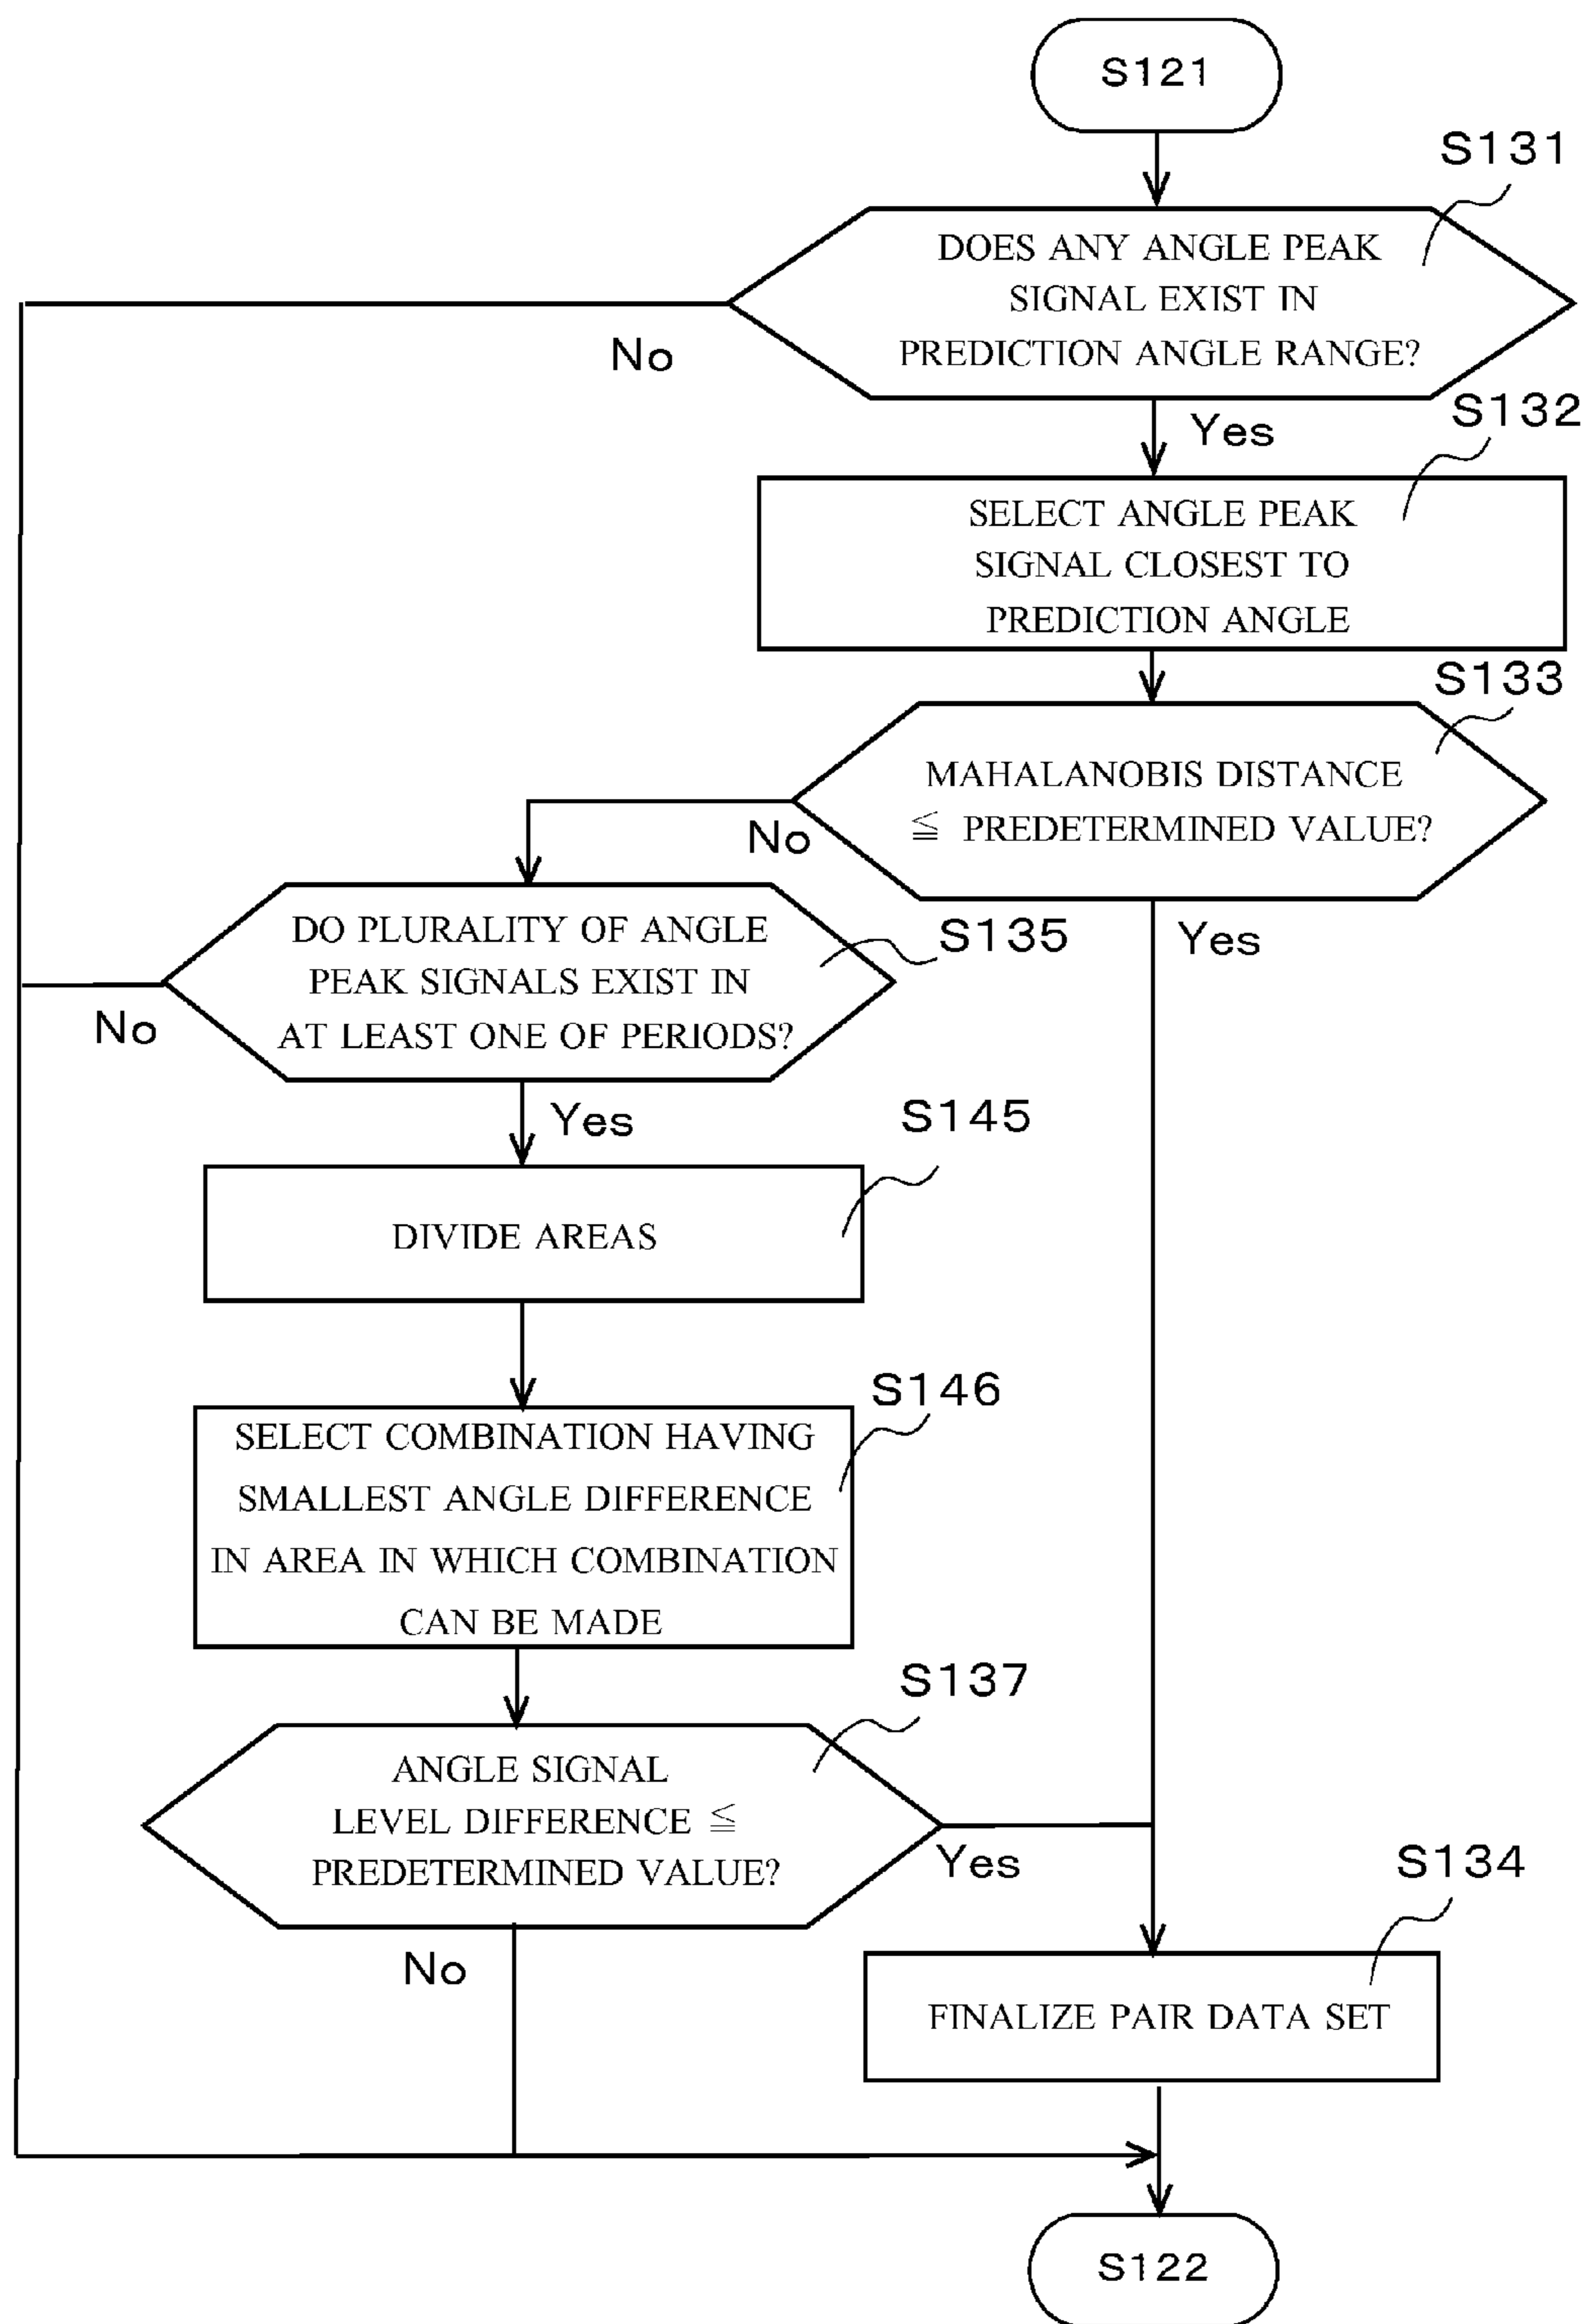 S121
S131
DOES ANY ANGLE PEAK
SIGNAL EXIST IN
PREDICTION ANGLE RANGE?
No
Yes
S132
SELECT ANGLE PEAK
SIGNAL CLOSEST TO
PREDICTION ANGLE
S133
MAHALANOBIS DISTANCE
≦ PREDETERMINED VALUE?
No
Yes
DO PLURALITY OF ANGLE
PEAK SIGNALS EXIST IN
AT LEAST ONE OF PERIODS?
S135
No
Yes
S145
DIVIDE AREAS
S146
SELECT COMBINATION HAVING
SMALLEST ANGLE DIFFERENCE
IN AREA IN WHICH COMBINATION
CAN BE MADE
S137
ANGLE SIGNAL
LEVEL DIFFERENCE ≦
PREDETERMINED VALUE?
Yes
No
S134
FINALIZE PAIR DATA SET
S122